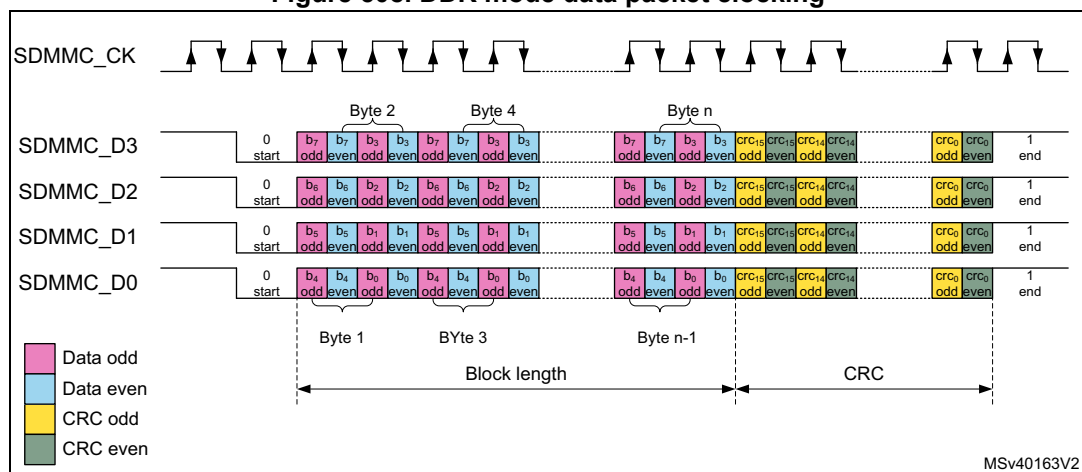 SDMMC_CK
Byte 2 Byte 4 Byte n
SDMMC_D3 0 start b7 odd b7 even b3 odd b3 even b7 odd b7 even b3 odd b3 even b7 odd b7 even b3 odd b3 even crc15 odd crc15 even crc14 odd crc14 even crc0 odd crc0 even 1 end
SDMMC_D2 0 start b6 odd b6 even b2 odd b2 even b6 odd b6 even b2 odd b2 even b6 odd b6 even b2 odd b2 even crc15 odd crc15 even crc14 odd crc14 even crc0 odd crc0 even 1 end
SDMMC_D1 0 start b5 odd b5 even b1 odd b1 even b5 odd b5 even b1 odd b1 even b5 odd b5 even b1 odd b1 even crc15 odd crc15 even crc14 odd crc14 even crc0 odd crc0 even 1 end
SDMMC_D0 0 start b4 odd b4 even b0 odd b0 even b4 odd b4 even b0 odd b0 even b4 odd b4 even b0 odd b0 even crc15 odd crc15 even crc14 odd crc14 even crc0 odd crc0 even 1 end
Byte 1 BYte 3 Byte n-1
Block length CRC
Data odd
Data even
CRC odd
CRC even
MSv40163V2